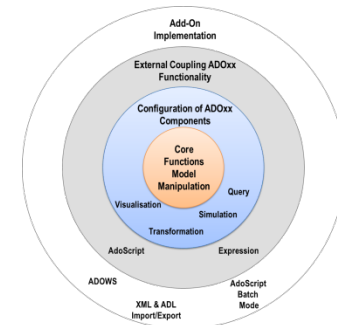 Add-On
Implementation
External Coupling ADOxx
Functionality
Configuration of ADOxx
Components
Core
Functions
Model
Manipulation
Query
Visualisation
Simulation
Transformation
AdoScript
Expression
ADOWS
AdoScript
Batch
Mode
XML & ADL
Import/Export